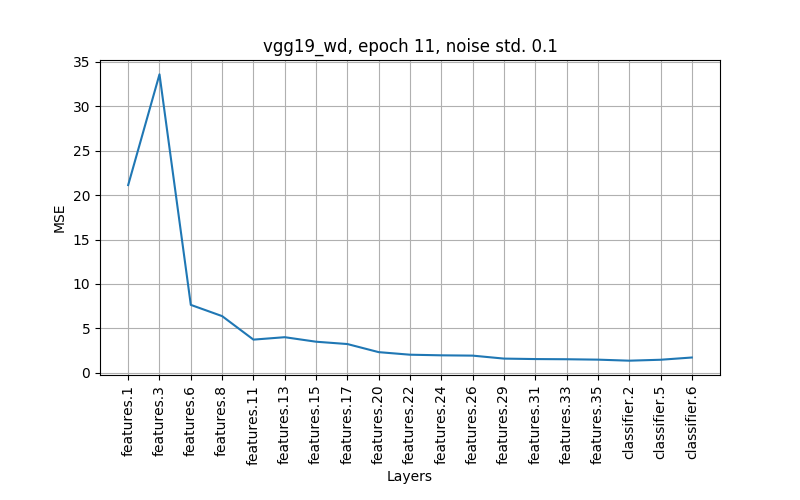 vgg19_wd, epoch 11, noise std. 0.1
35
30
25
20
15
10
5
0
MSE
features.1
features.3
features.6
features.8
features.11
features.13
features.15
features.17
features.20
features.22
features.24
features.26
features.29
features.31
features.33
features.35
classifier.2
classifier.5
classifier.6
Layers